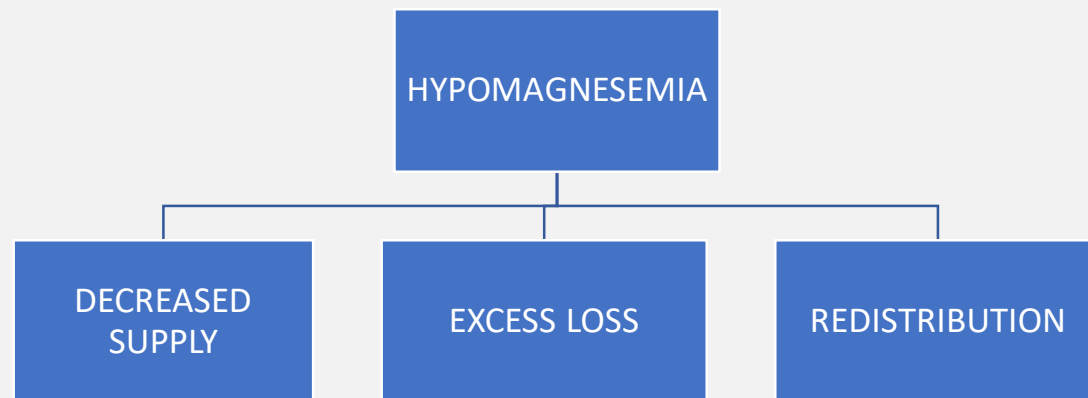 HYPOMAGNESEMIA
DECREASED
SUPPLY
EXCESS LOSS
REDISTRIBUTION